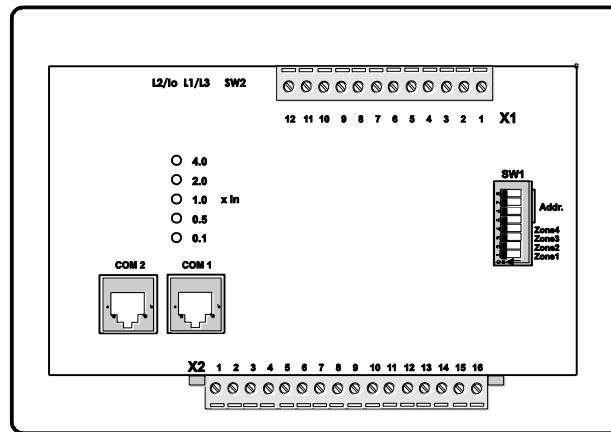 L2/Io L1/L3 SW2
12 11 10 9 8 7 6 5 4 3 2 1 X1
4.0
2.0
1.0 x In
0.5
0.1
SW1
8
7
Addr.
Zone4
Zone3
Zone2
Zone1
COM 2 COM 1
X2 1 2 3 4 5 6 7 8 9 10 11 12 13 14 15 16